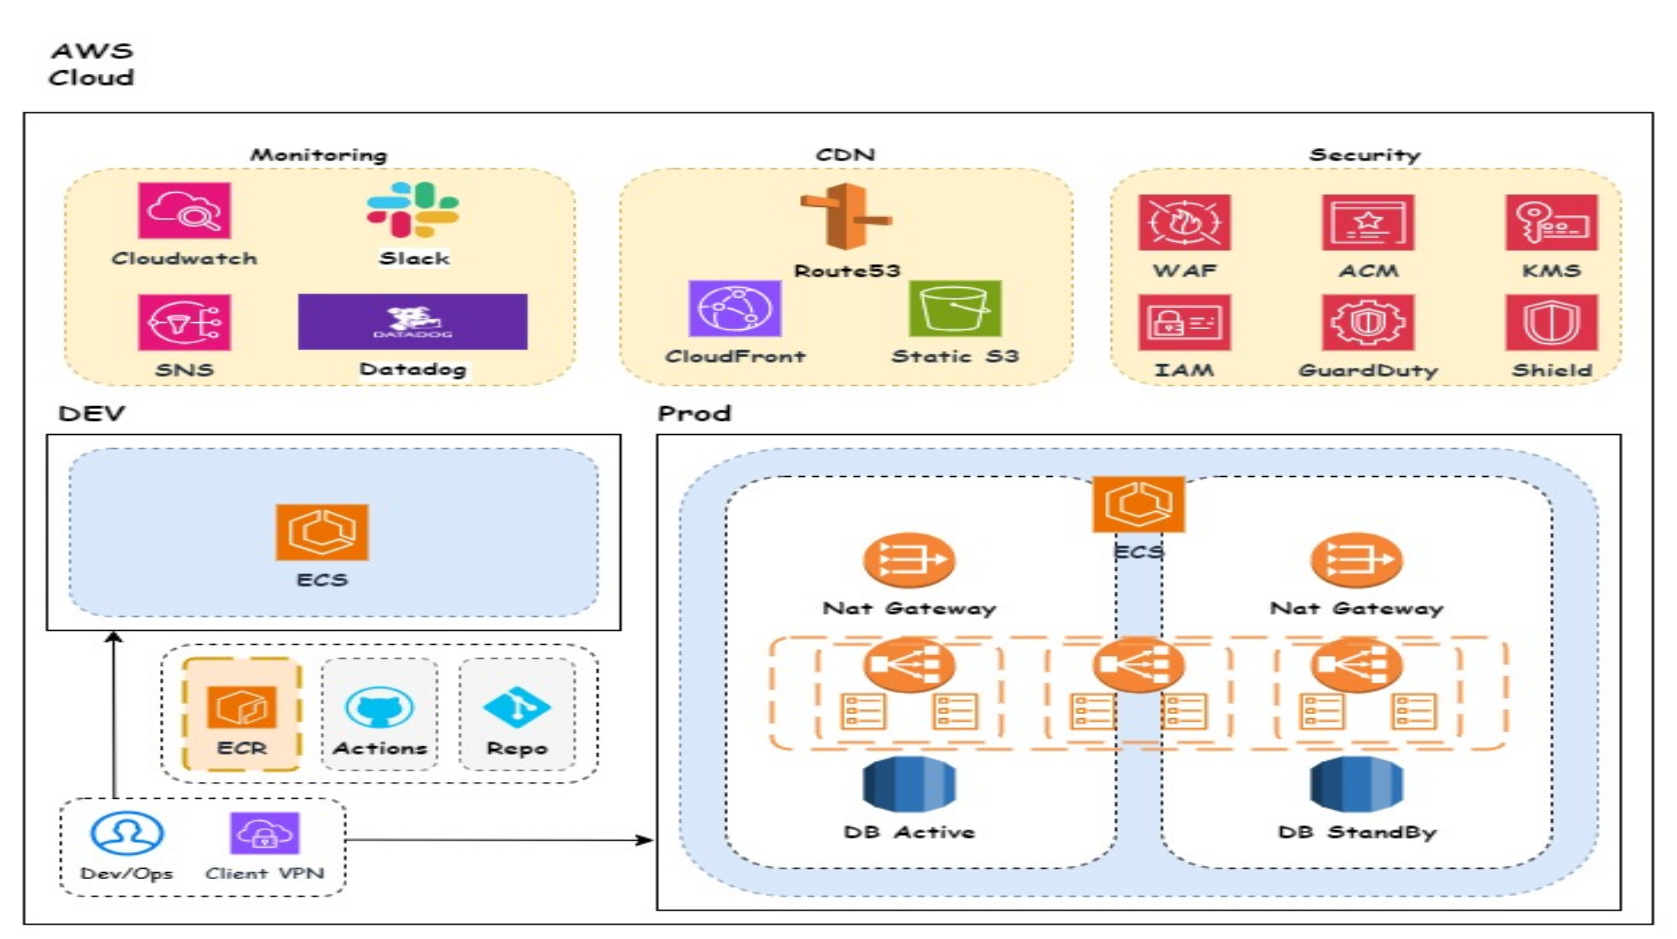 AWS
Cloud
Monitoring
CDN
Security
Cloudwatch
Slack
Route53
WAF
ACM
KMS
DATADOG
SNS
Datadog
CloudFront
Static S3
IAM
GuardDuty
Shield
DEV
Prod
ECS
ECS
Nat Gateway
Nat Gateway
ECR
Actions
Repo
DB Active
DB StandBy
Dev/Ops
Client VPN